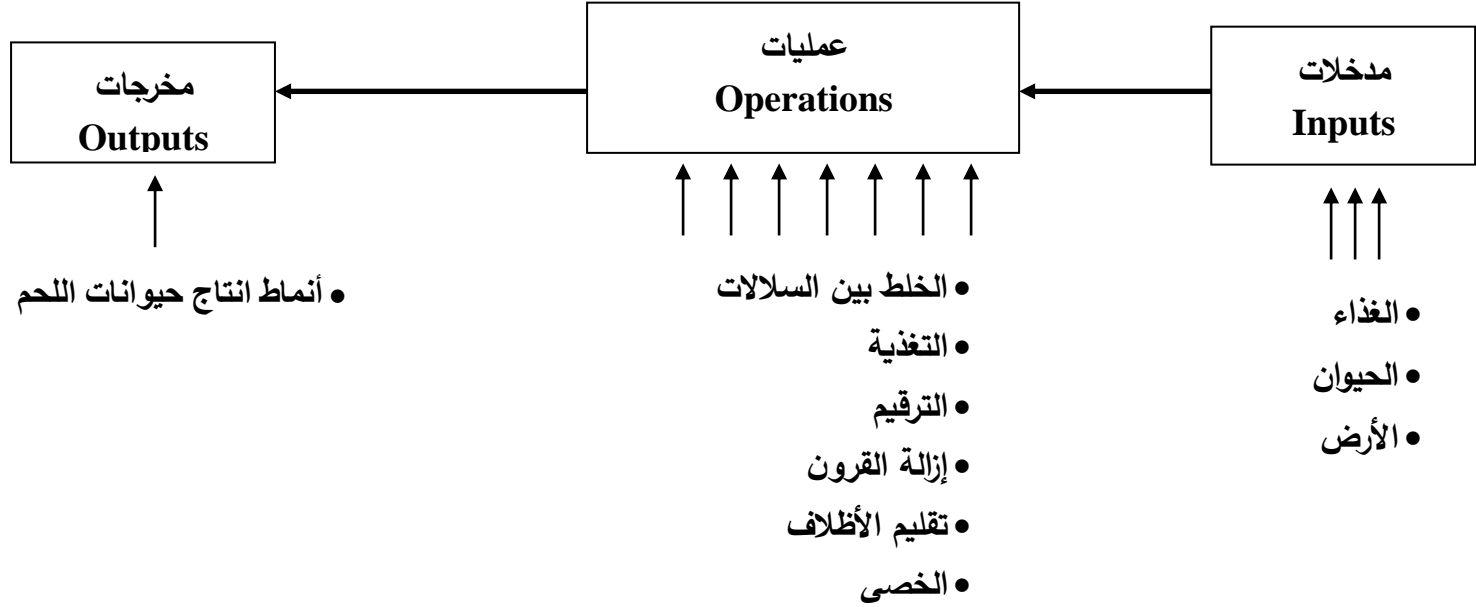 مدخلات
Inputs
• الغذاء
• الحيوان
• الأرض
عمليات
Operations
• الخلط بين السلالات
• التغذية
• الترقيم
• إزالة القرون
• تقليم الأظلاف
• الخصي
مخرجات
Outputs
• أنماط انتاج حيوانات اللحم